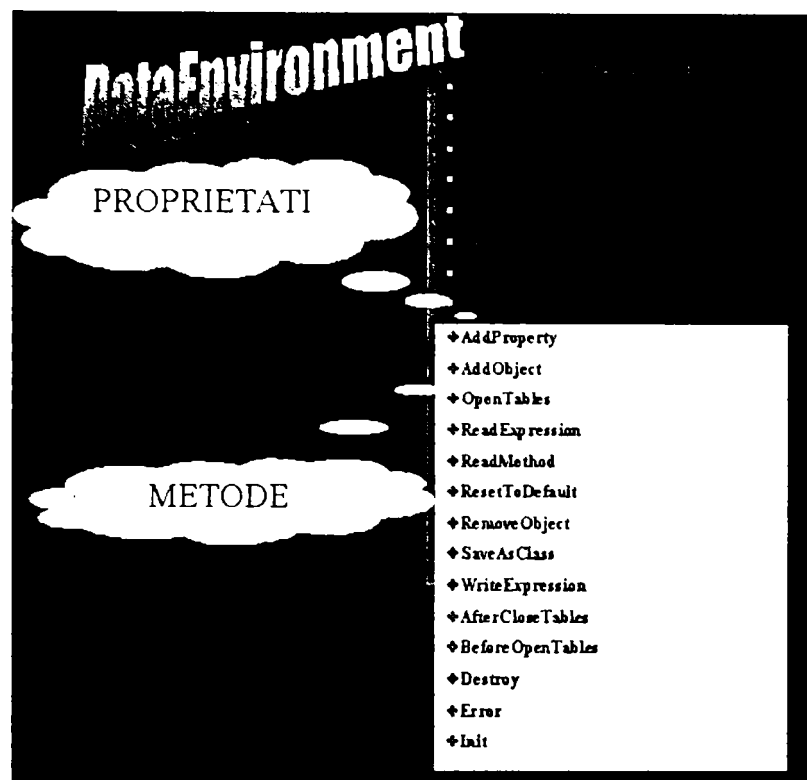 DataEnvironment
PROPRIETATI
METODE
✤AddProperty
✤AddObject
✤OpenTables
✤ReadExpression
✤ReadMethod
✤ResetToDefault
✤RemoveObject
✤SaveAsClass
✤WriteExpression
✤AfterCloseTables
✤BeforeOpenTables
✤Destroy
✤Error
✤Init